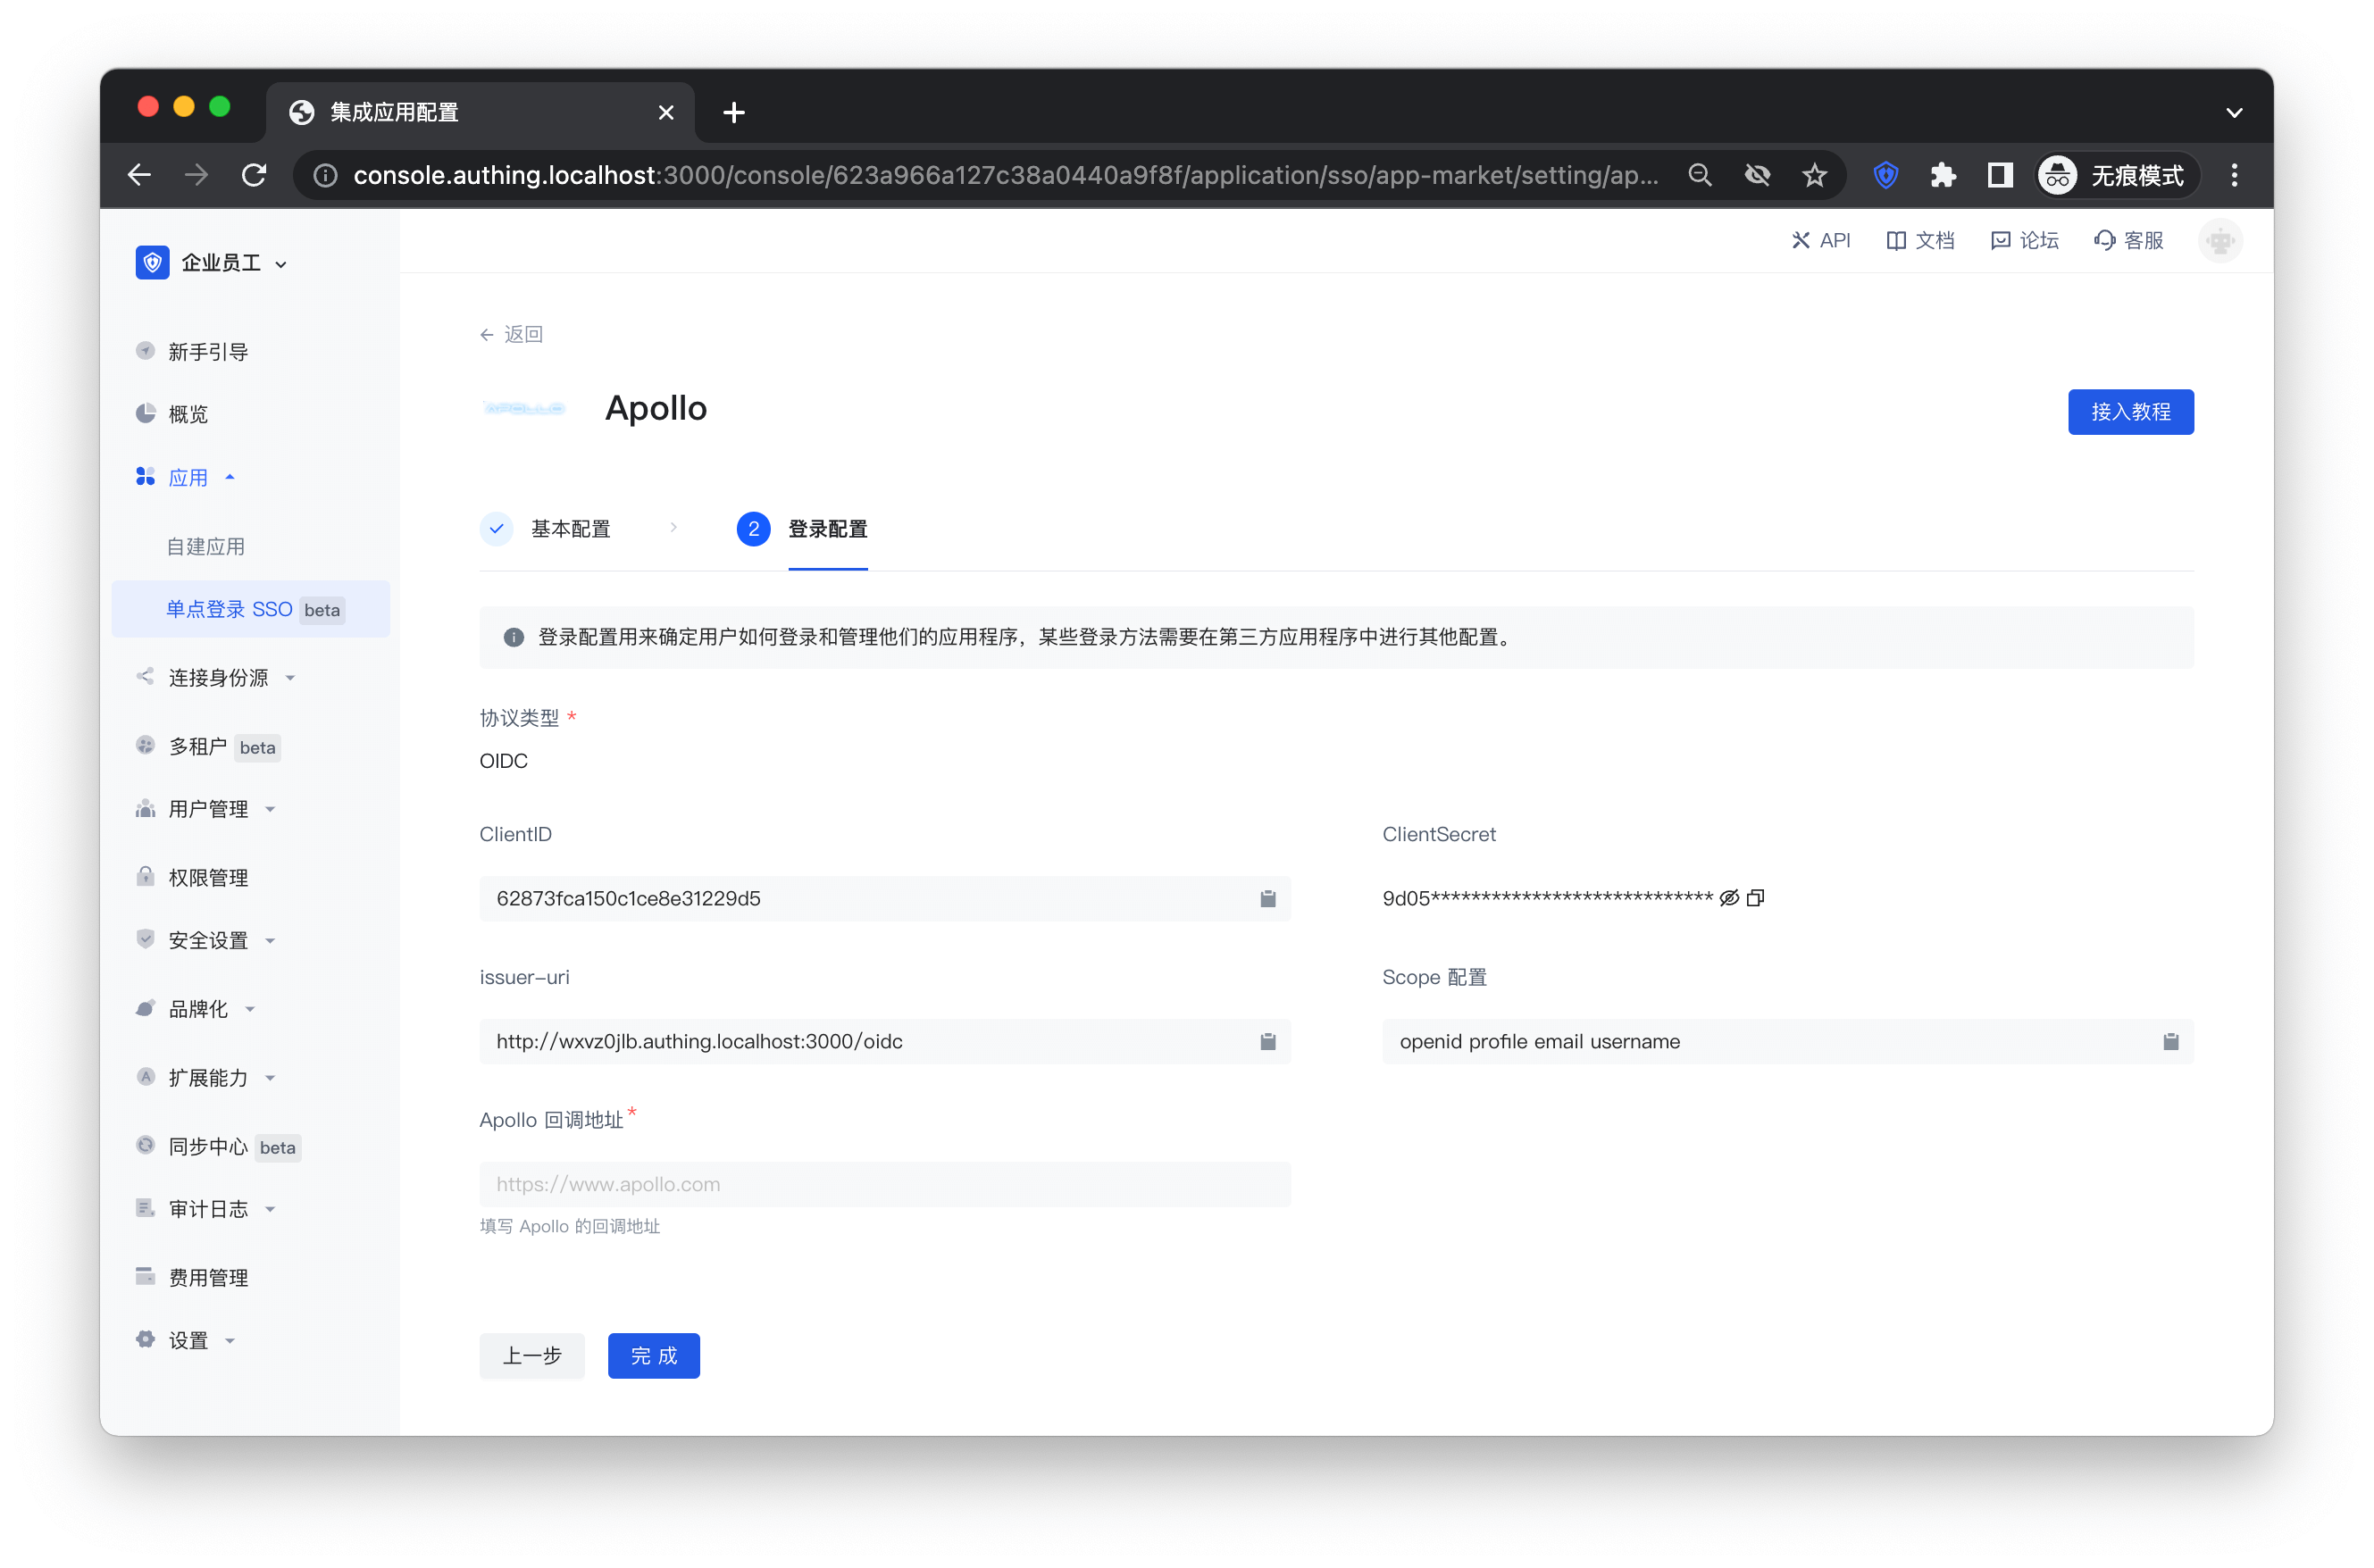 集成应用配置
console.authing.localhost:3000/console/623a966a127c38a0440a9f8f/application/sso/app-market/setting/ap...
无痕模式
企业员工
API 文档 论坛 客服
新手引导
概览
应用
自建应用
单点登录 SSO beta
连接身份源
多租户 beta
用户管理
权限管理
安全设置
品牌化
扩展能力
同步中心 beta
审计日志
费用管理
设置
返回
APOLLO
Apollo
接入教程
基本配置
2 登录配置
登录配置用来确定用户如何登录和管理他们的应用程序，某些登录方法需要在第三方应用程序中进行其他配置。
协议类型 *
OIDC
ClientID
62873fca150c1ce8e31229d5
ClientSecret
9d05****************************
issuer-uri
http://wxvz0jlb.authing.localhost:3000/oidc
Scope 配置
openid profile email username
Apollo 回调地址 *
https://www.apollo.com
填写 Apollo 的回调地址
上一步
完 成